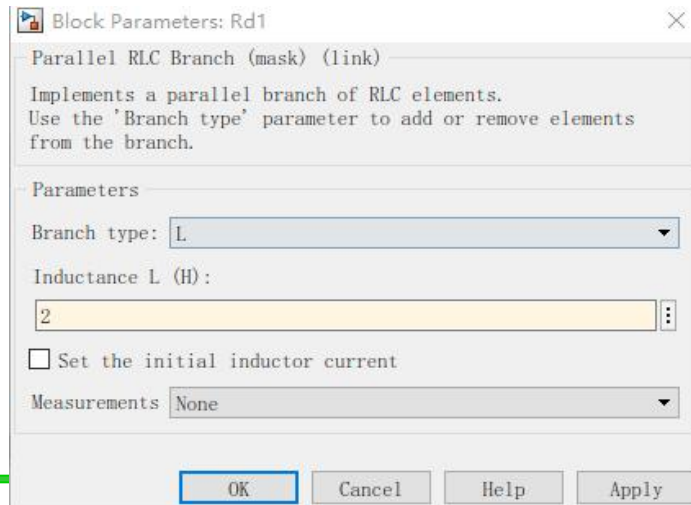 Block Parameters: Rd1
Parallel RLC Branch (mask) (link)
Implements a parallel branch of RLC elements.
Use the 'Branch type' parameter to add or remove elements
from the branch.
Parameters
Branch type: L
Inductance L (H):
2
Set the initial inductor current
Measurements None
OK Cancel Help Apply